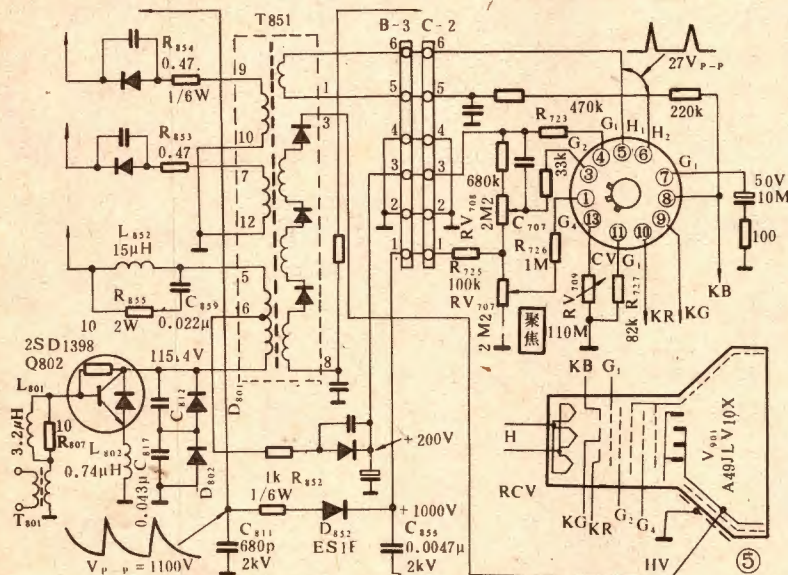 T851
B-3 C-2
R854
0.47
1/6W
9
10
R853
0.47
7
12
L852
15μH
R855
2W
10
C859
0.022μ
5
6
1
3
8
2SD1398
Q802
115.4V
L801
3.2μH
10
R807
L802
0.74μH
T801
C812
C817
0.043μ
D801
D802
6 6
5 5
4 4
3 3
2 2
1 1
27VP-P
470k
220k
R723
G1
H1
H2
G2
33k
680k
RV708
2M2
C707
G4
R726
1M
R725
100k
RV707
2M2
聚焦
③
④
⑤
⑥
⑦
⑧
⑨
⑩
⑪
⑬
①
G1
50V
10M
100
CV
G1
RV709
110M
R727
82k
KR
KG
KB
+200V
1k R852
1/6W
+1000V
D852
ES1F
C811
680p
2kV
C855
0.0047μ
2kV
VP-P=1100V
KB G1
H
RCV
KG
KR
G2
G4
V901
A49JLV10X
HV
⑤